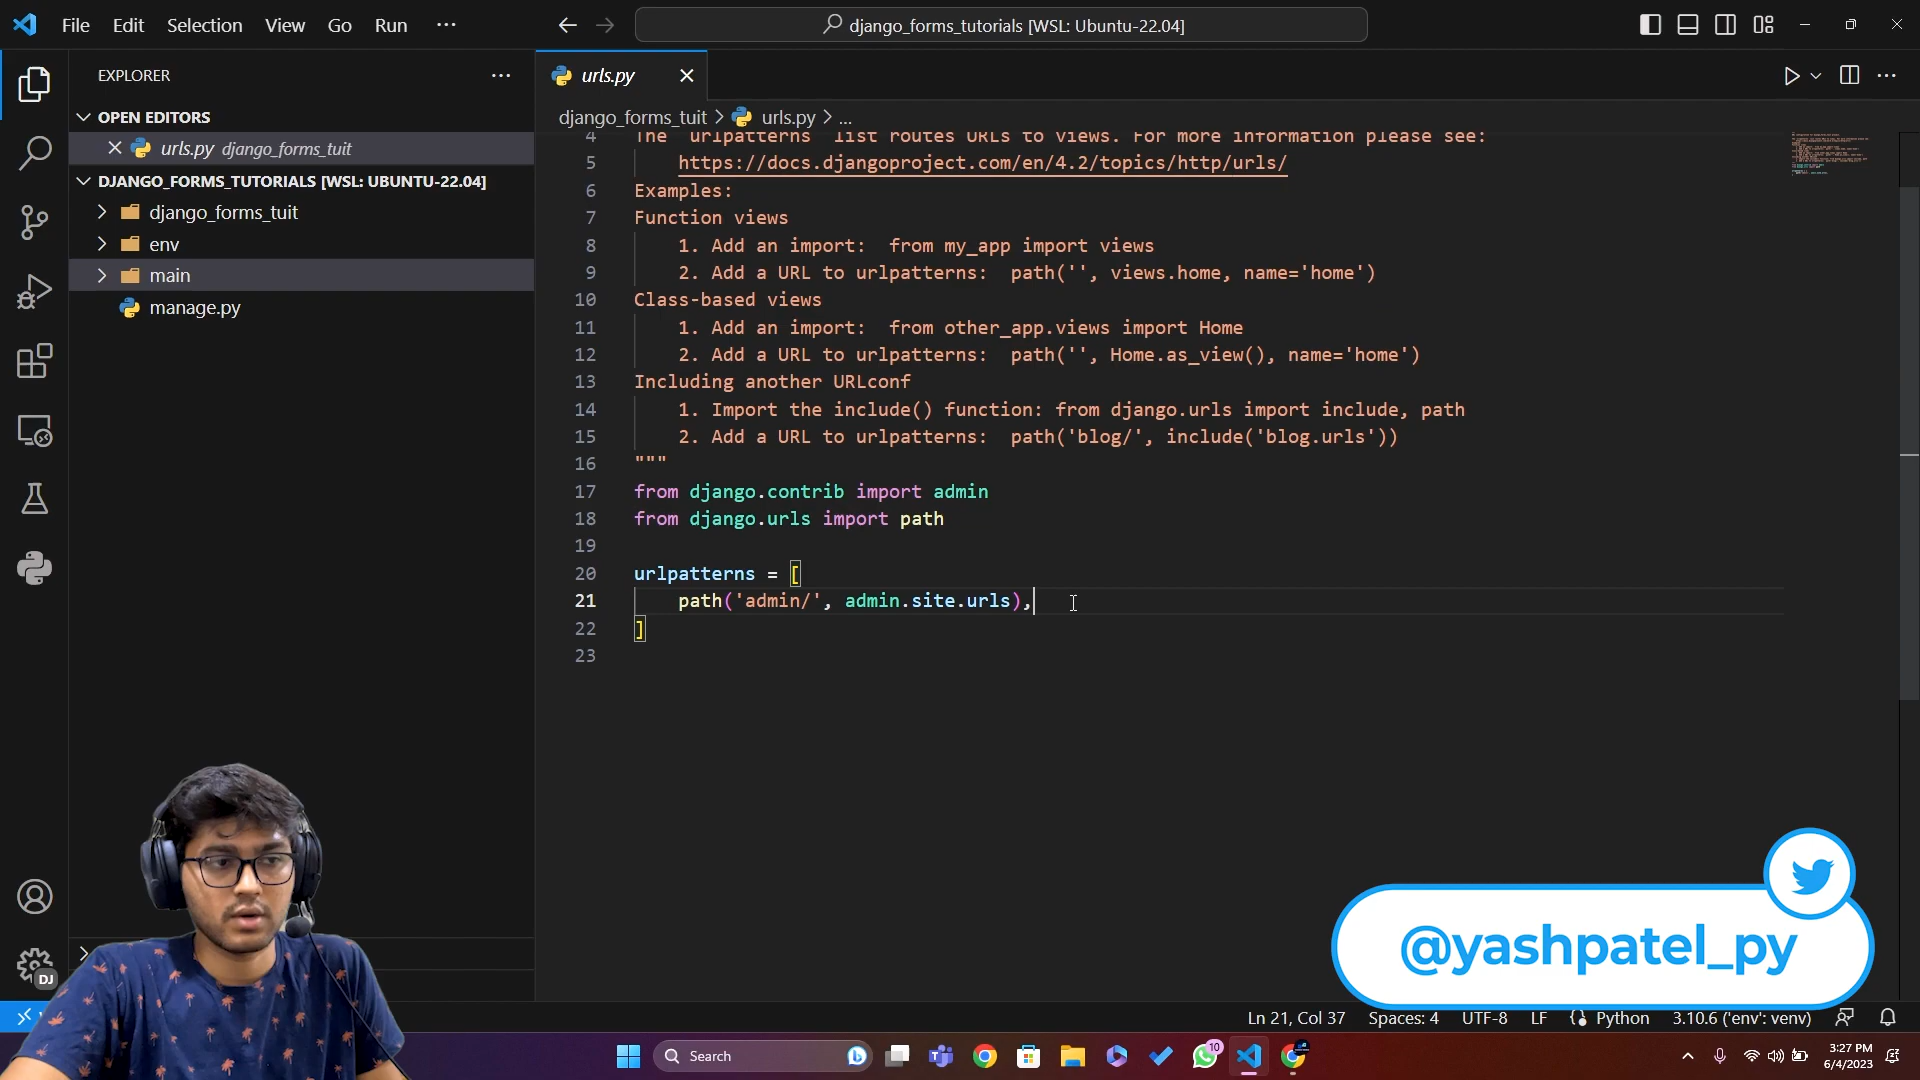 File Edit Selection View Go Run ···
django_forms_tutorials [WSL: Ubuntu-22.04]
EXPLORER
OPEN EDITORS
urls.py django_forms_tuit
DJANGO_FORMS_TUTORIALS [WSL: UBUNTU-22.04]
django_forms_tuit
env
main
manage.py
urls.py
django_forms_tuit > urls.py > ...
4 The `urlpatterns` list routes URLs to views. For more information please see:
5 https://docs.djangoproject.com/en/4.2/topics/http/urls/
6 Examples:
7 Function views
8 1. Add an import:  from my_app import views
9 2. Add a URL to urlpatterns:  path('', views.home, name='home')
10 Class-based views
11 1. Add an import:  from other_app.views import Home
12 2. Add a URL to urlpatterns:  path('', Home.as_view(), name='home')
13 Including another URLconf
14 1. Import the include() function: from django.urls import include, path
15 2. Add a URL to urlpatterns:  path('blog/', include('blog.urls'))
16 """
17 from django.contrib import admin
18 from django.urls import path
19
20 urlpatterns = [
21 path('admin/', admin.site.urls),
22 ]
23
@yashpatel_py
DJ
Ln 21, Col 37 Spaces: 4 UTF-8 LF Python 3.10.6 ('env': venv)
Search
10
3:27 PM
6/4/2023